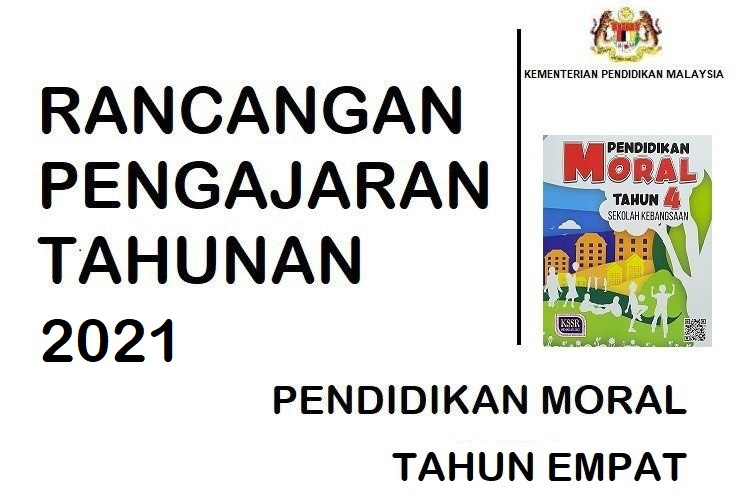 RANCANGAN
PENGAJARAN
TAHUNAN
2021
KEMENTERIAN PENDIDIKAN MALAYSIA
PENDIDIKAN
MORAL
TAHUN 4
SEKOLAH KEBANGSAAN
KSSR
PENDIDIKAN MORAL
TAHUN EMPAT